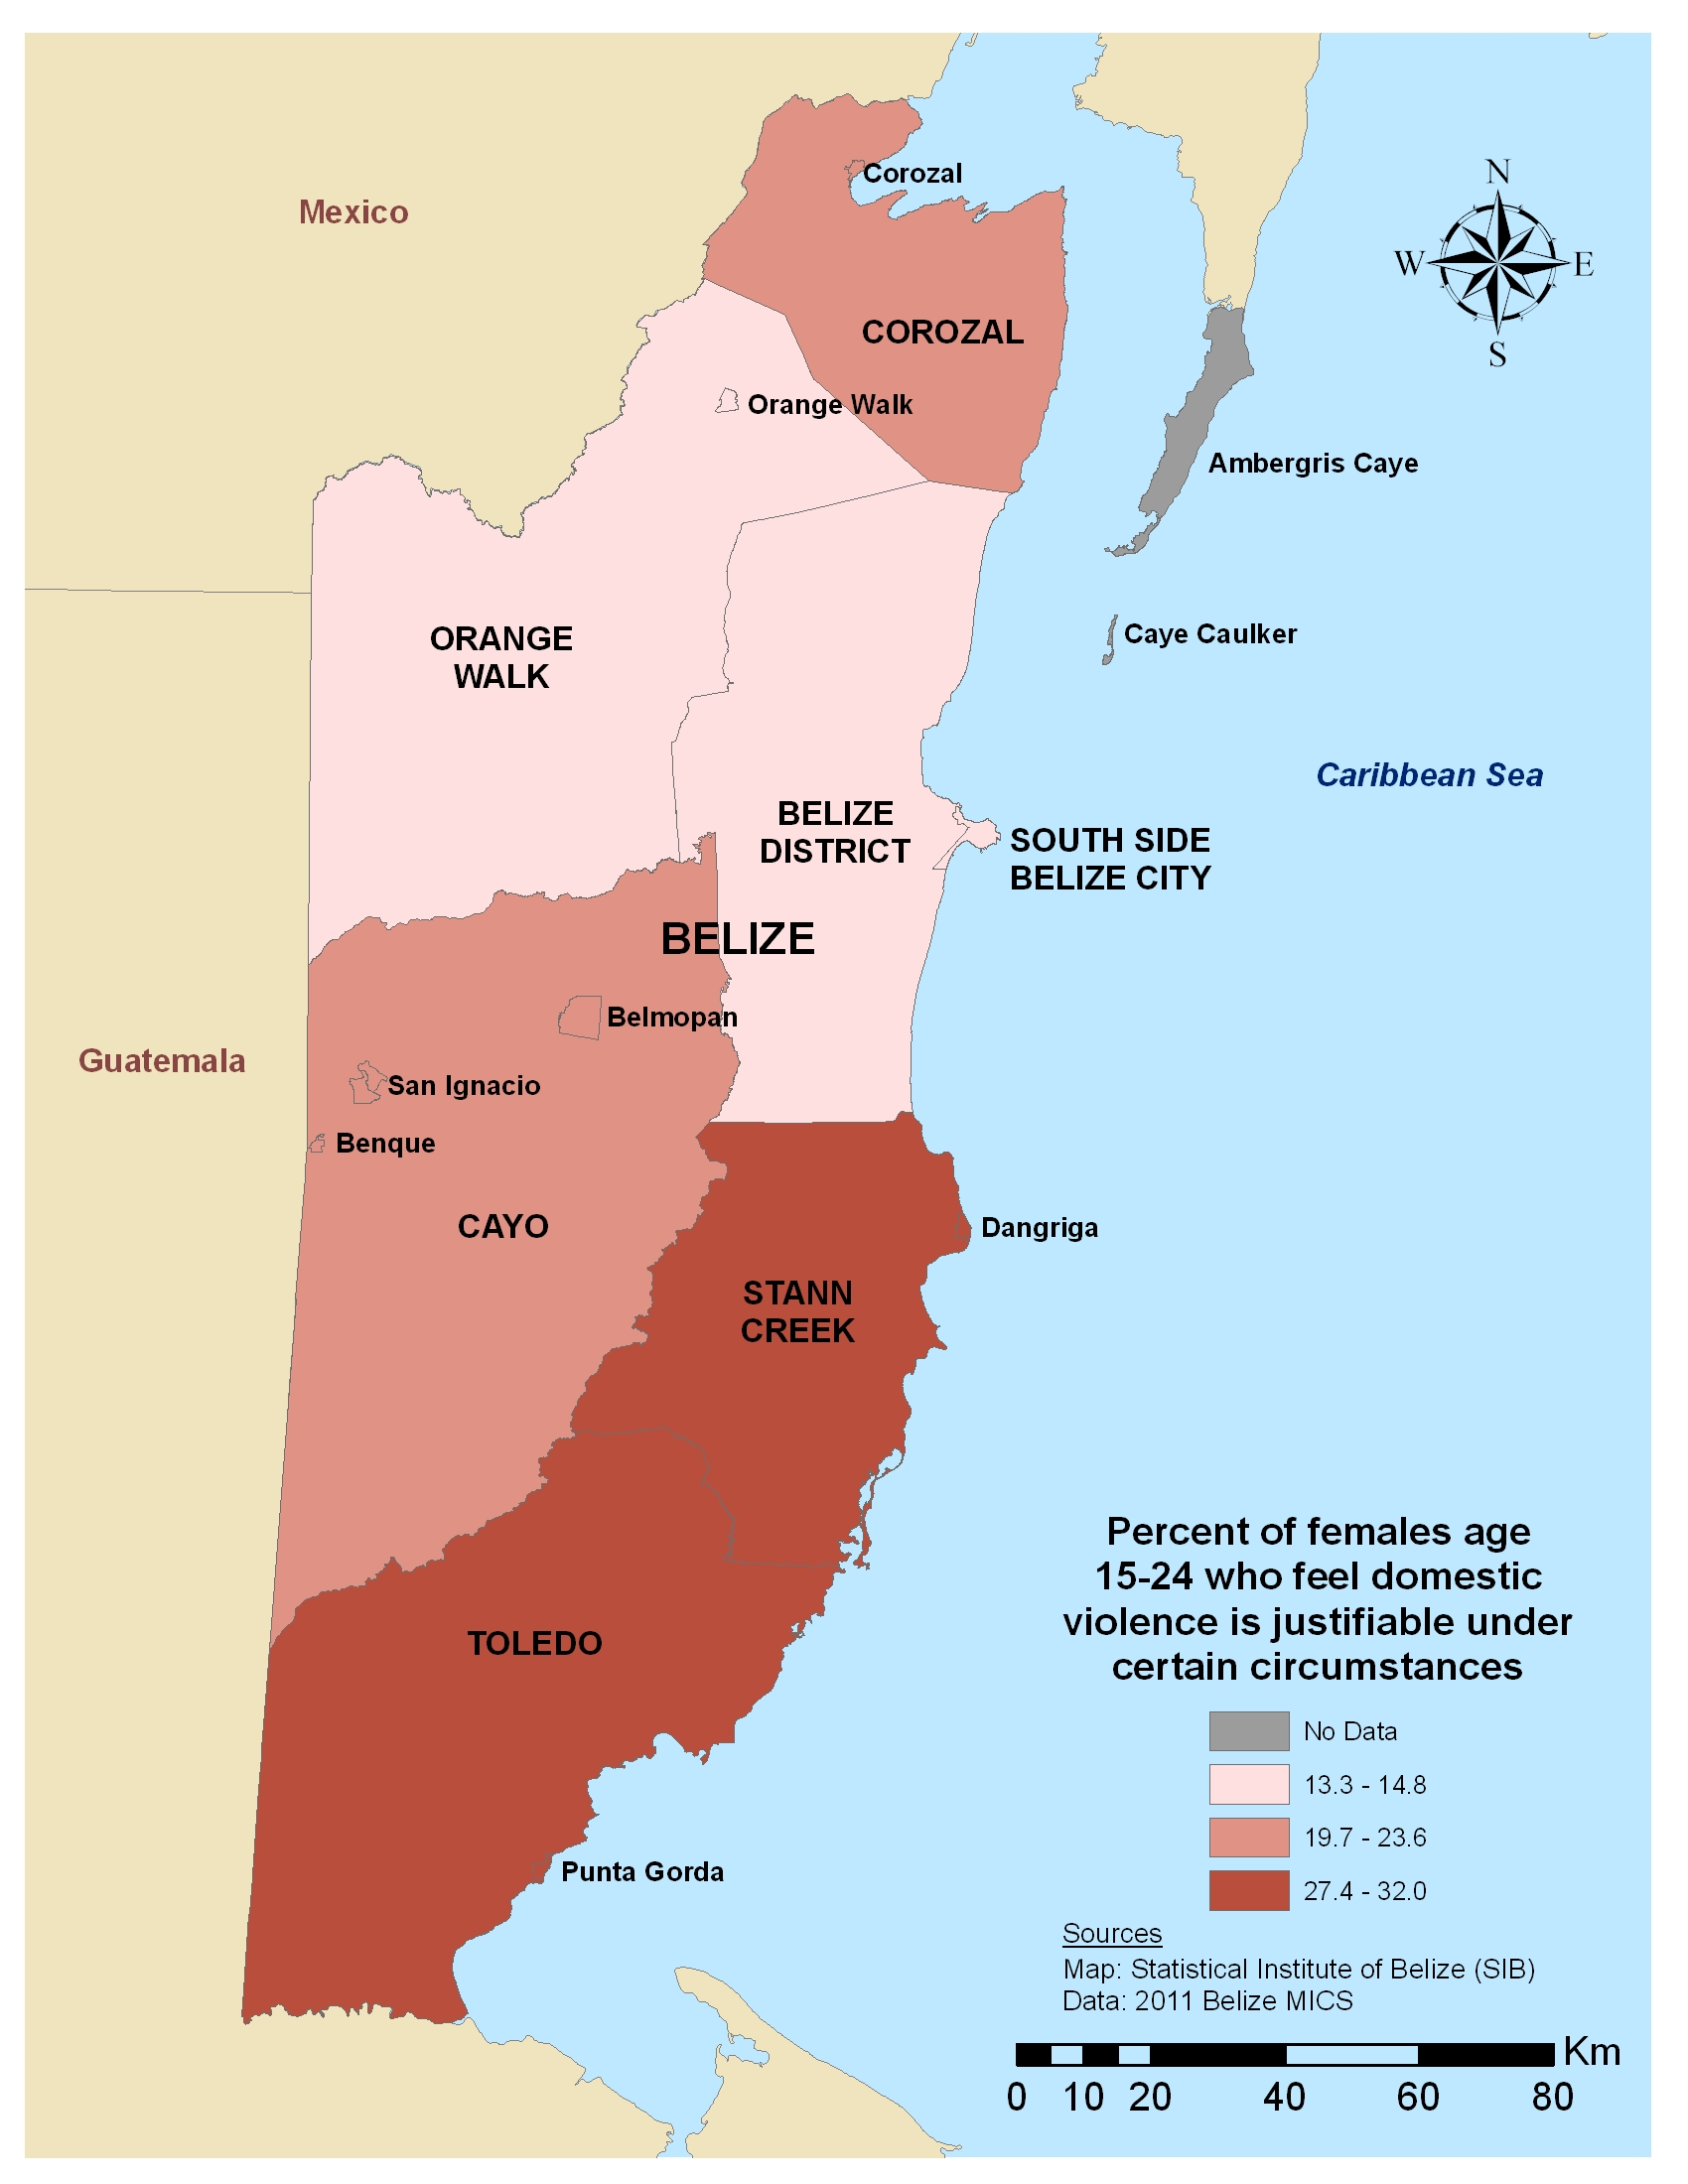 Mexico
Corozal
N
W
E
S
COROZAL
Orange Walk
Ambergris Caye
ORANGE
WALK
Caye Caulker
Caribbean Sea
BELIZE
DISTRICT
SOUTH SIDE
BELIZE CITY
BELIZE
Belmopan
Guatemala
San Ignacio
Benque
CAYO
Dangriga
STANN
CREEK
TOLEDO
Punta Gorda
Percent of females age
15-24 who feel domestic
violence is justifiable under
certain circumstances
No Data
13.3 - 14.8
19.7 - 23.6
27.4 - 32.0
Sources
Map: Statistical Institute of Belize (SIB)
Data: 2011 Belize MICS
Km
0 10 20 40 60 80